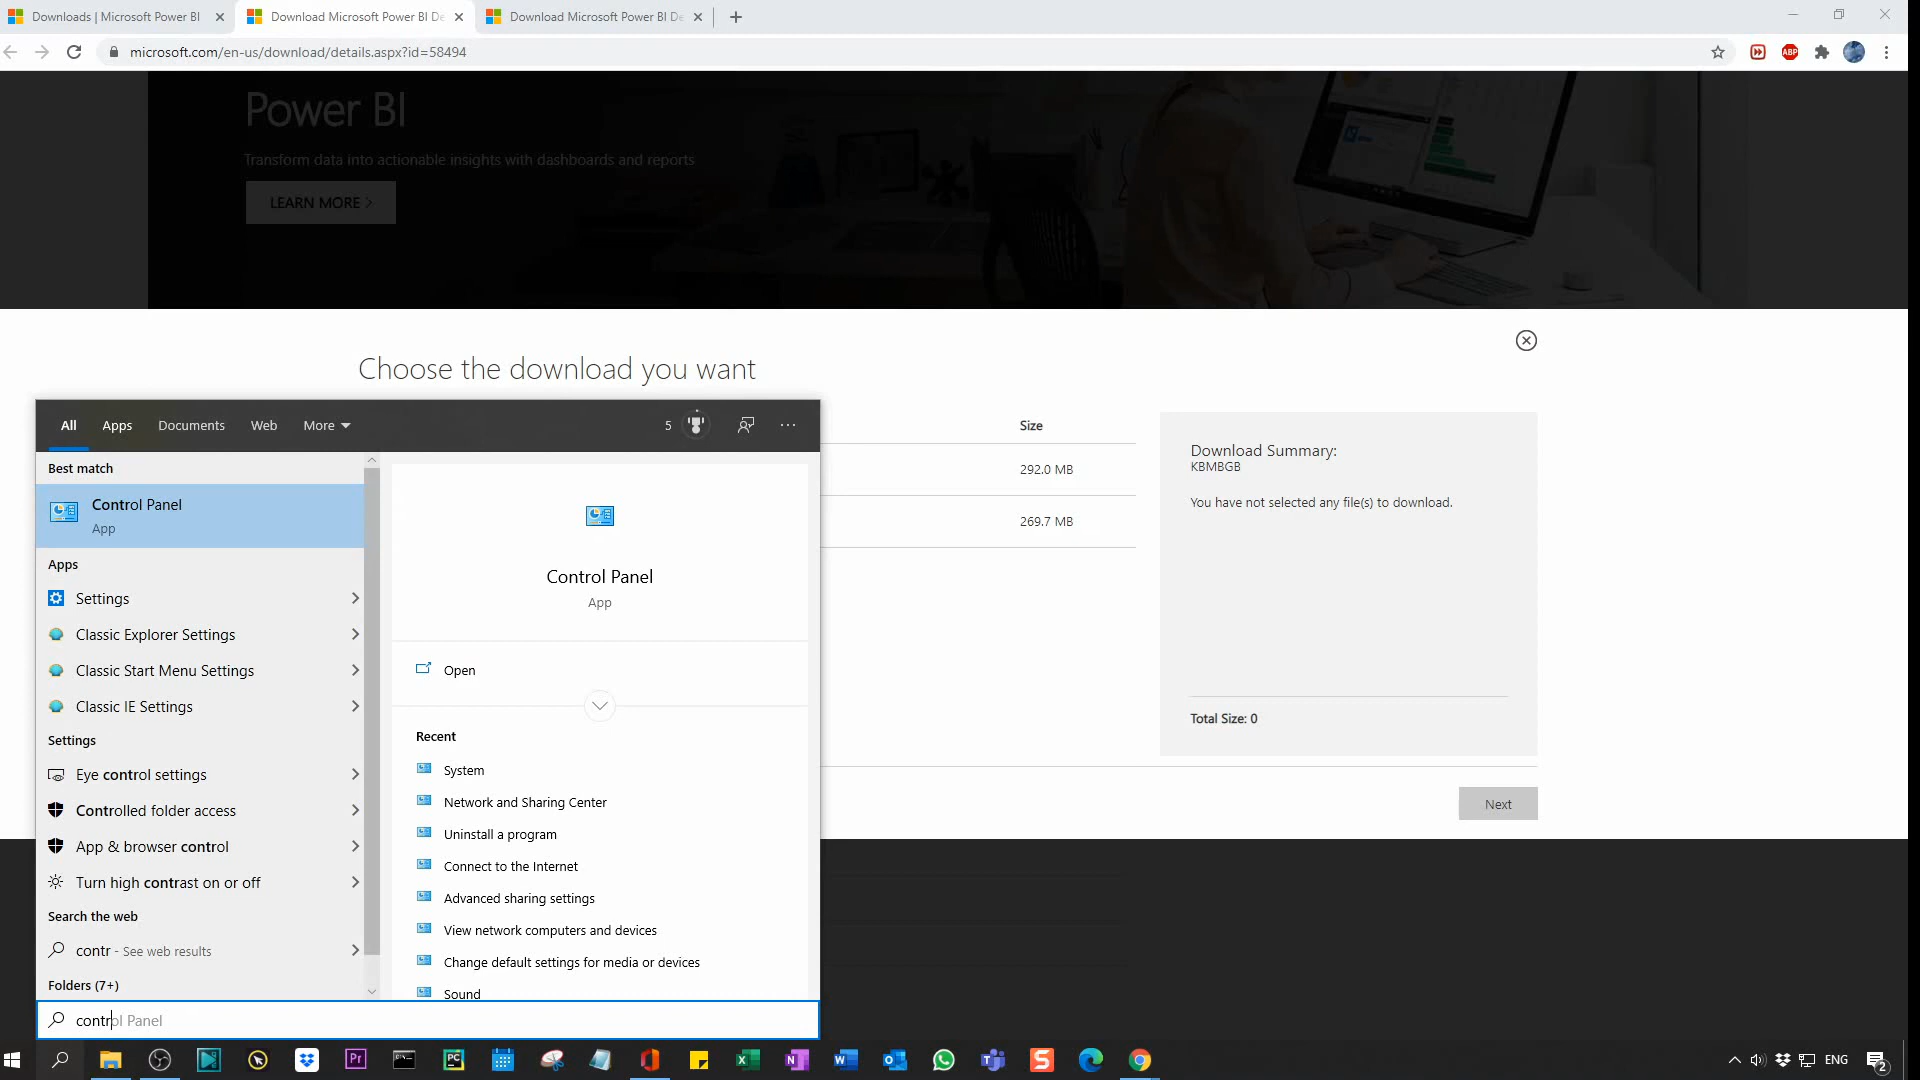 Downloads | Microsoft Power BI
Download Microsoft Power BI De
Download Microsoft Power BI De
microsoft.com/en-us/download/details.aspx?id=58494
ABP
Power BI
Transform data into actionable insights with dashboards and reports
LEARN MORE >
Choose the download you want
Size
292.0 MB
269.7 MB
Download Summary:
KBMBGB
You have not selected any file(s) to download.
Total Size: 0
Next
All Apps Documents Web More
5
Best match
Control Panel
App
Apps
Settings
Classic Explorer Settings
Classic Start Menu Settings
Classic IE Settings
Settings
Eye control settings
Controlled folder access
App & browser control
Turn high contrast on or off
Search the web
contr - See web results
Folders (7+)
Control Panel
App
Open
Recent
System
Network and Sharing Center
Uninstall a program
Connect to the Internet
Advanced sharing settings
View network computers and devices
Change default settings for media or devices
Sound
control Panel
Pr
PC
ENG
2